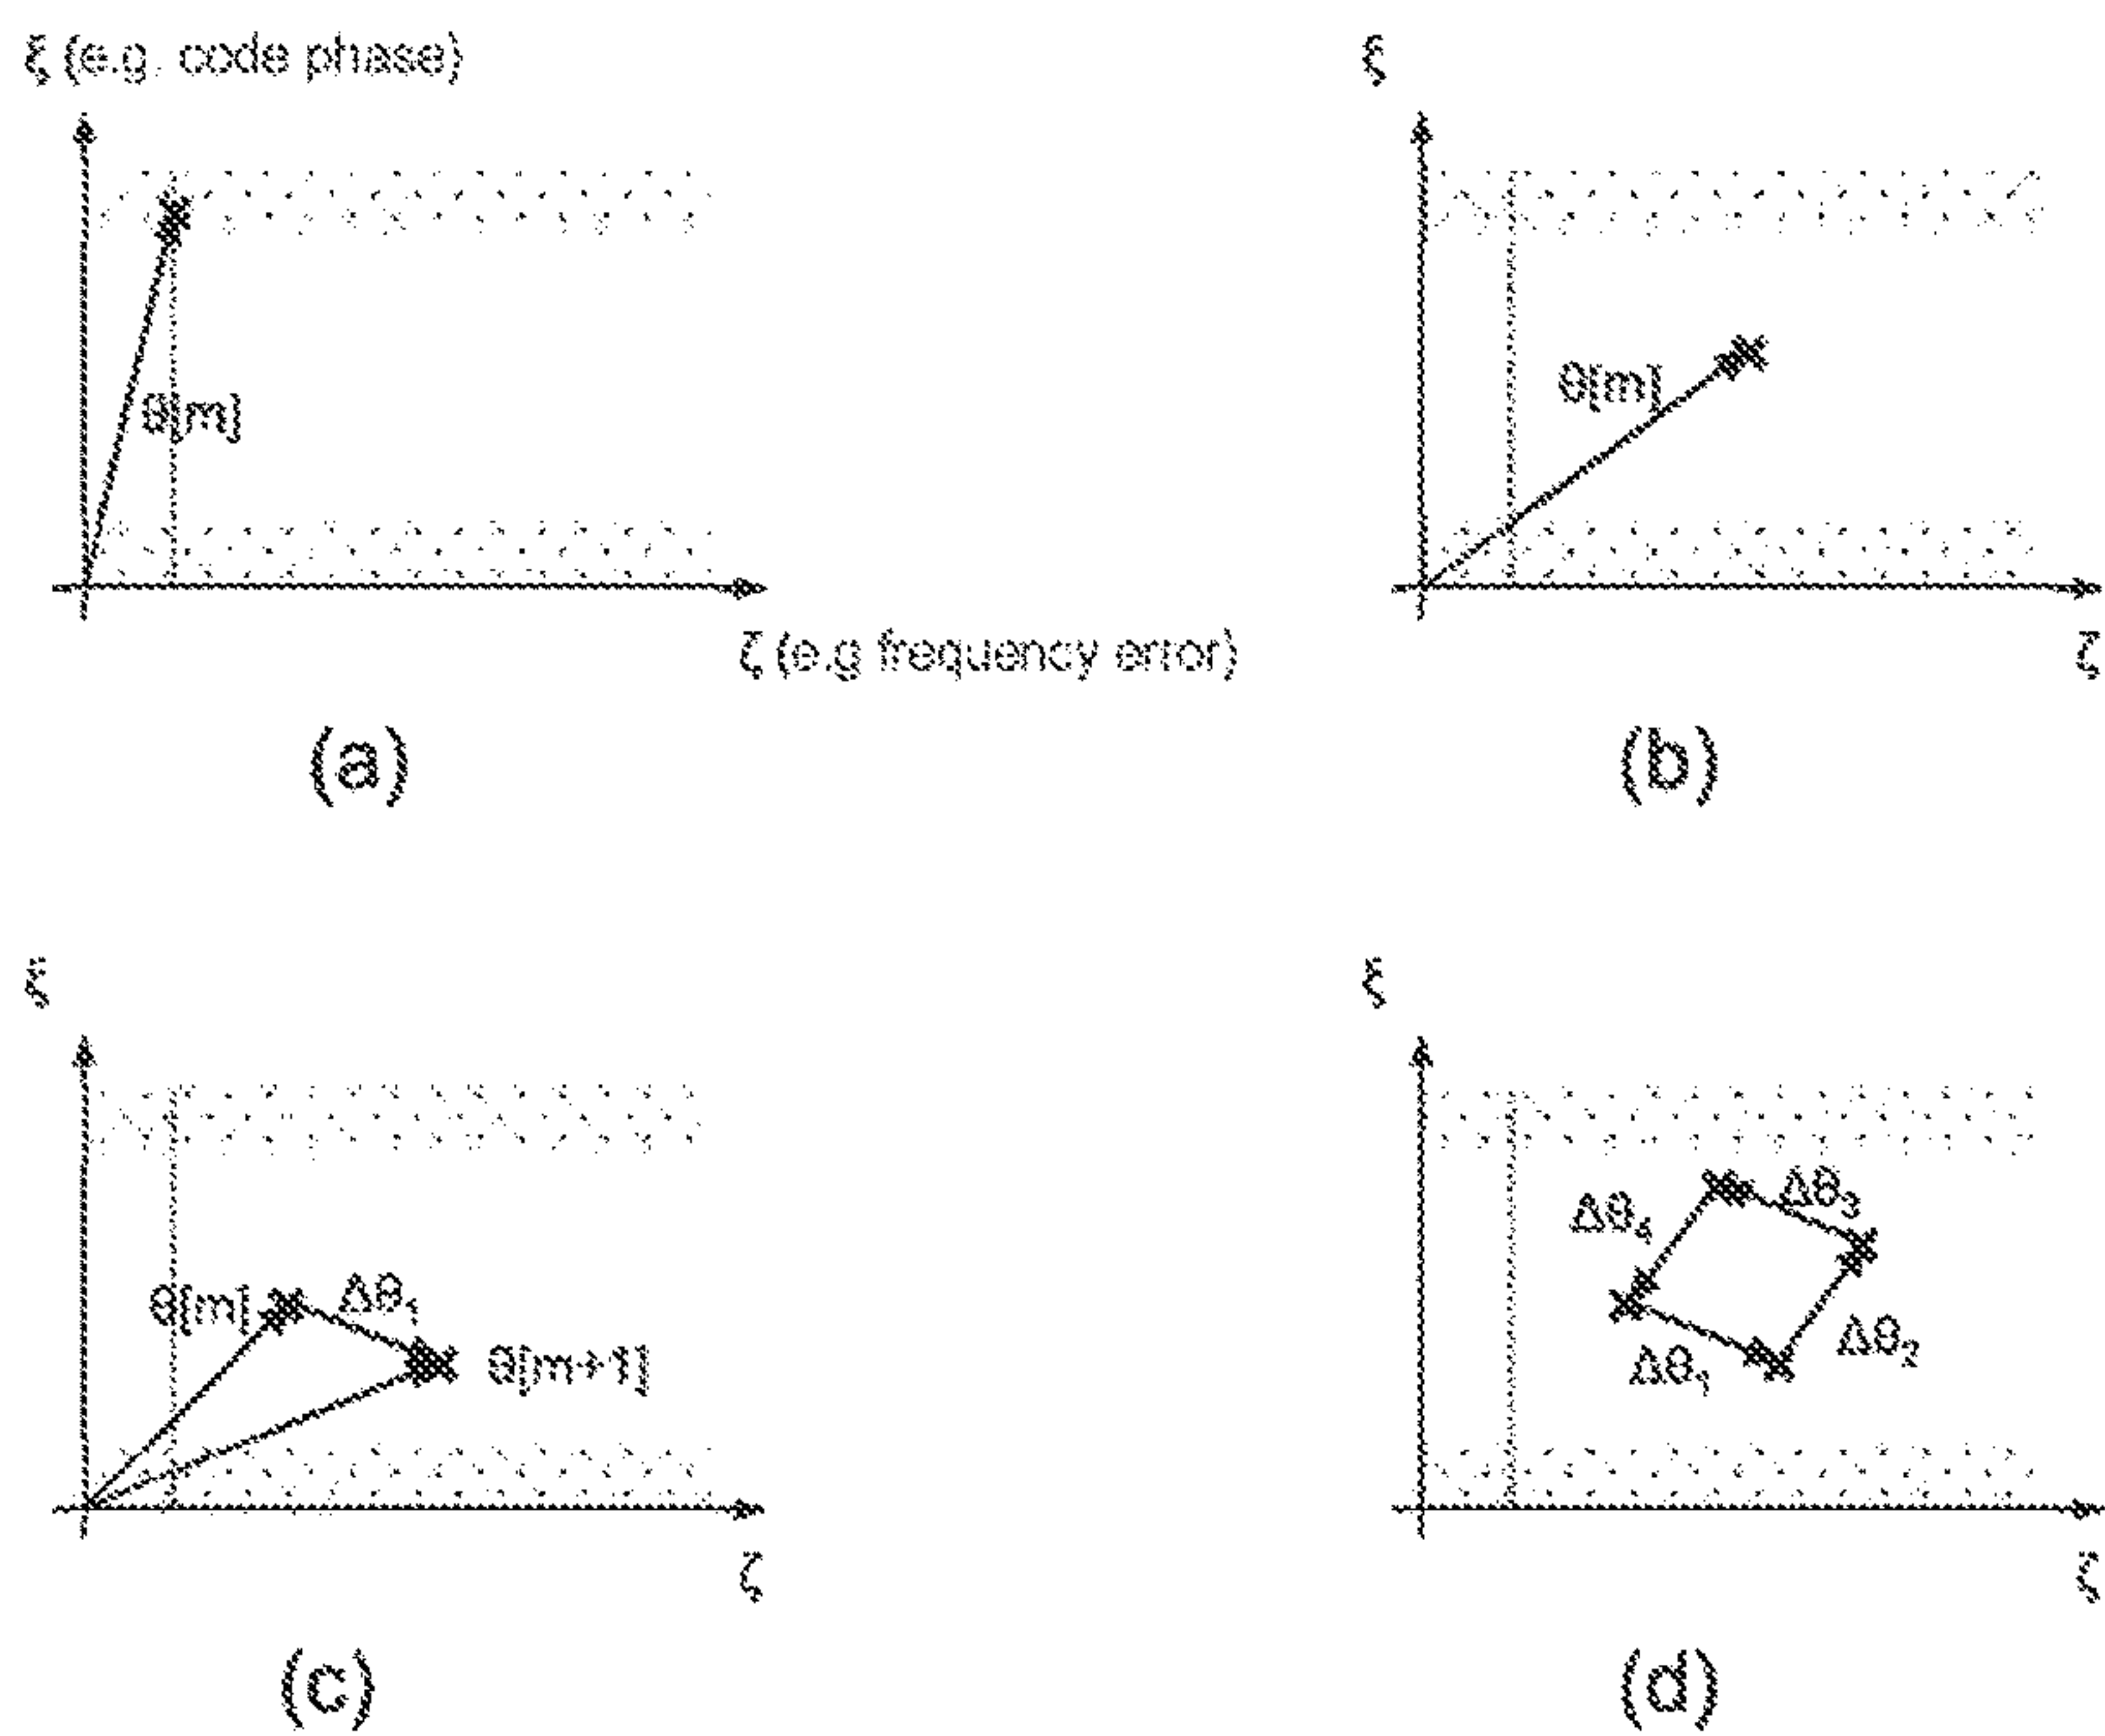 ξ (e.g. code phase)
θ[m]
ζ (e.g frequency error)
(a)
ξ
θ[m]
ζ
(b)
ξ
θ[m]
Δθ₁
θ[m+1]
ζ
(c)
ξ
Δθ₄
Δθ₃
Δθ₁
Δθ₂
ζ
(d)